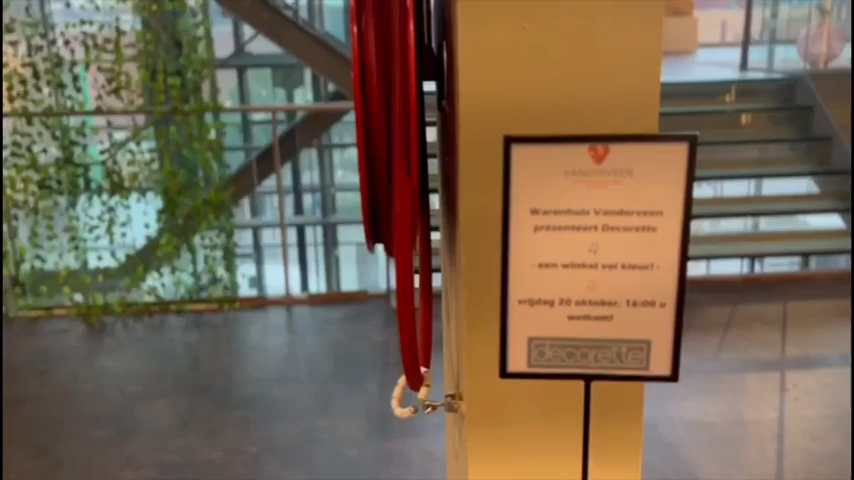 VANDERVEEN
Warenhuis Vanderveen
presenteert Decorette
- een winkel vol kleur! -
vrijdag 20 oktober, 16:00 u
welkom!
decorette